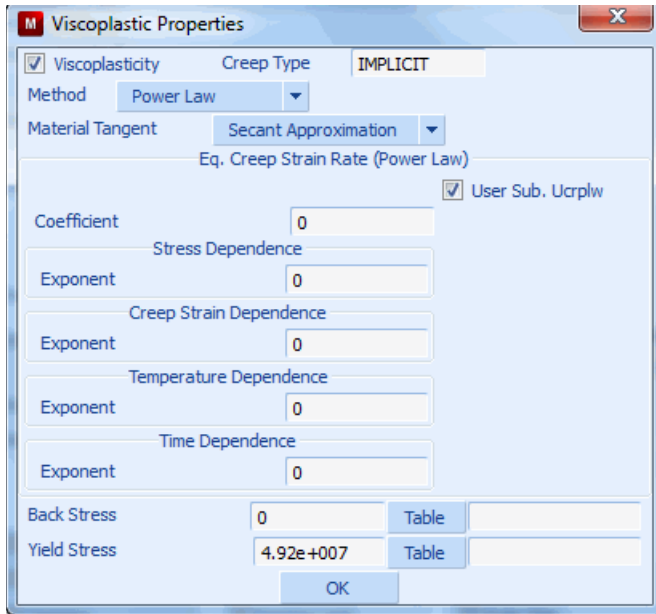 M Viscoplastic Properties X
Viscoplasticity Creep Type IMPLICIT
Method Power Law
Material Tangent Secant Approximation
Eq. Creep Strain Rate (Power Law)
User Sub. Ucrplw
Coefficient 0
Stress Dependence
Exponent 0
Creep Strain Dependence
Exponent 0
Temperature Dependence
Exponent 0
Time Dependence
Exponent 0
Back Stress 0 Table
Yield Stress 4.92e+007 Table
OK